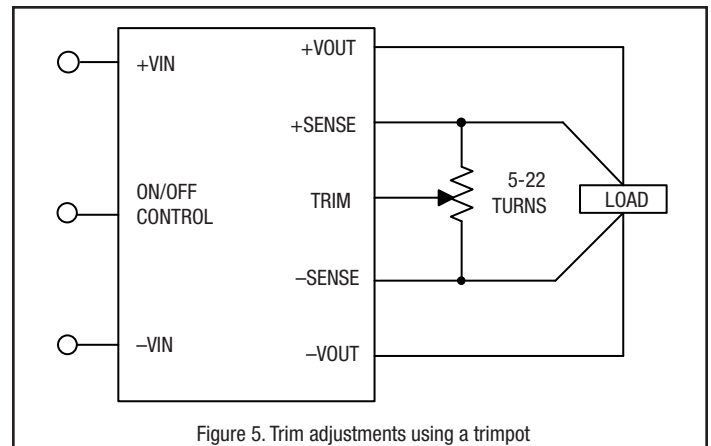 +VIN
ON/OFF
CONTROL
–VIN
+VOUT
+SENSE
TRIM
–SENSE
–VOUT
5-22
TURNS
LOAD
Figure 5. Trim adjustments using a trimpot